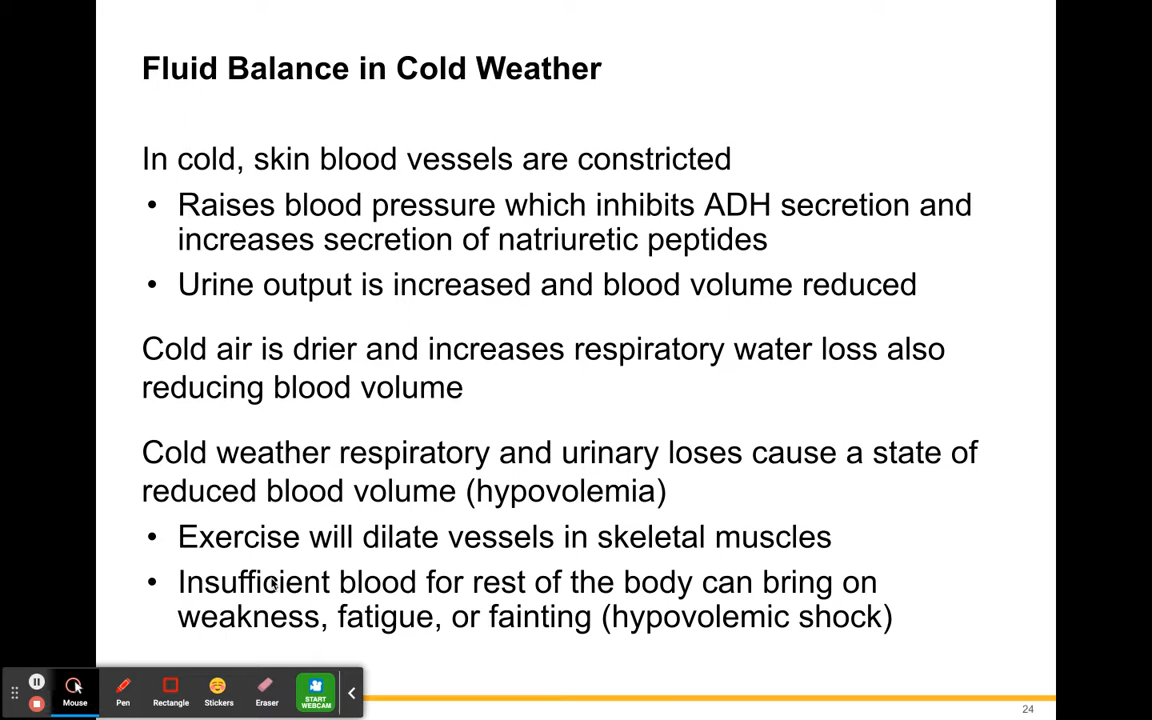 Fluid Balance in Cold Weather
In cold, skin blood vessels are constricted
• Raises blood pressure which inhibits ADH secretion and
increases secretion of natriuretic peptides
• Urine output is increased and blood volume reduced
Cold air is drier and increases respiratory water loss also
reducing blood volume
Cold weather respiratory and urinary loses cause a state of
reduced blood volume (hypovolemia)
• Exercise will dilate vessels in skeletal muscles
• Insufficient blood for rest of the body can bring on
weakness, fatigue, or fainting (hypovolemic shock)
Mouse Pen Rectangle Stickers Eraser START
WEBCAM
24